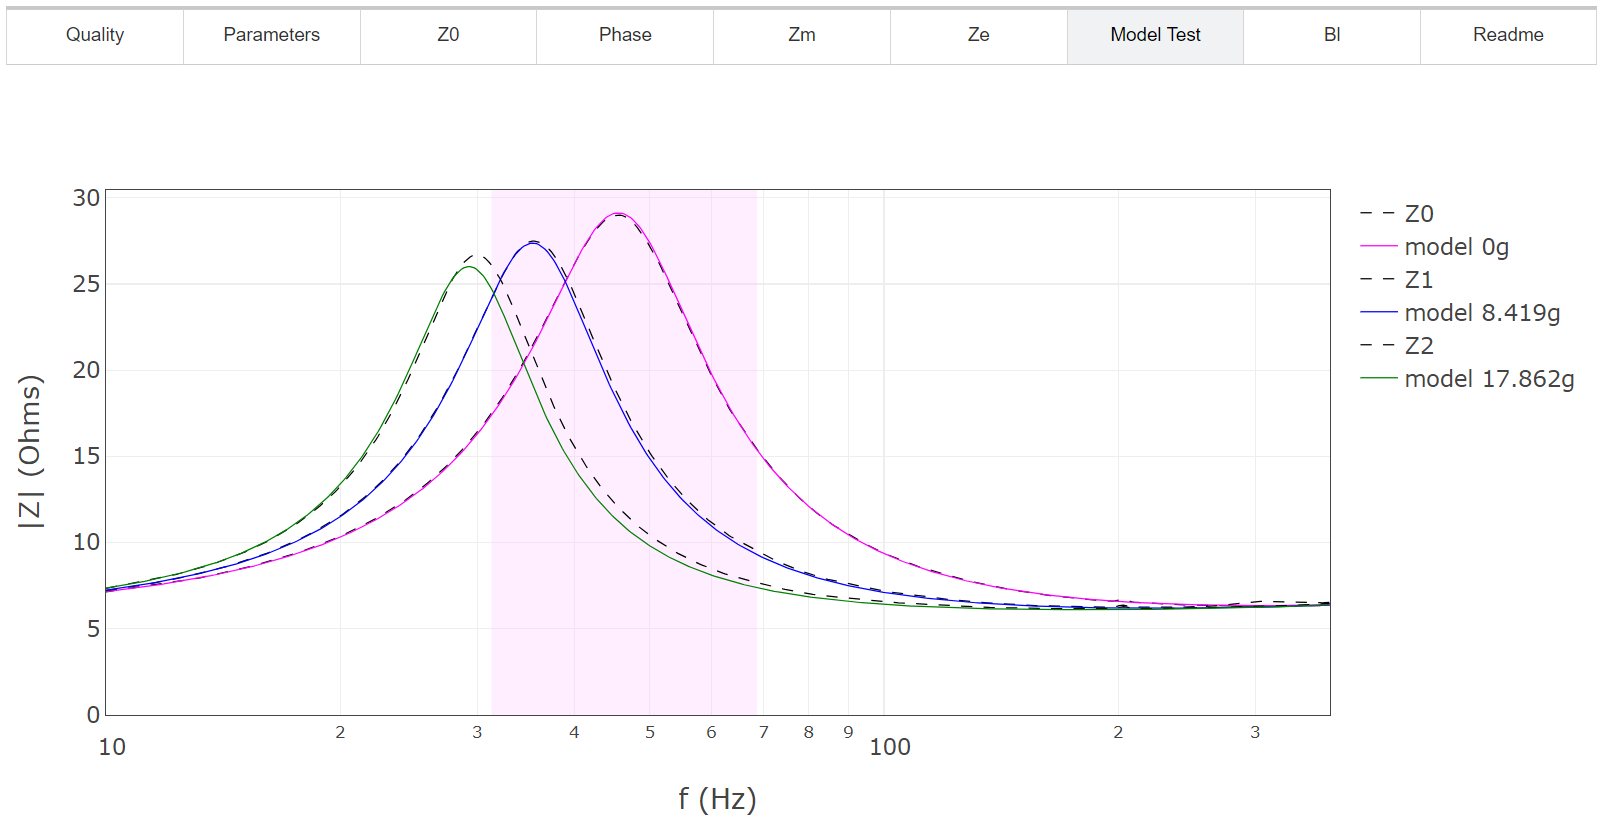 Quality Parameters Z0 Phase Zm Ze Model Test Bl Readme
30
25
20
15
10
5
0
|Z| (Ohms)
2 3 4 5 6 7 8 9 2 3
10 100
f (Hz)
Z0
model 0g
Z1
model 8.419g
Z2
model 17.862g